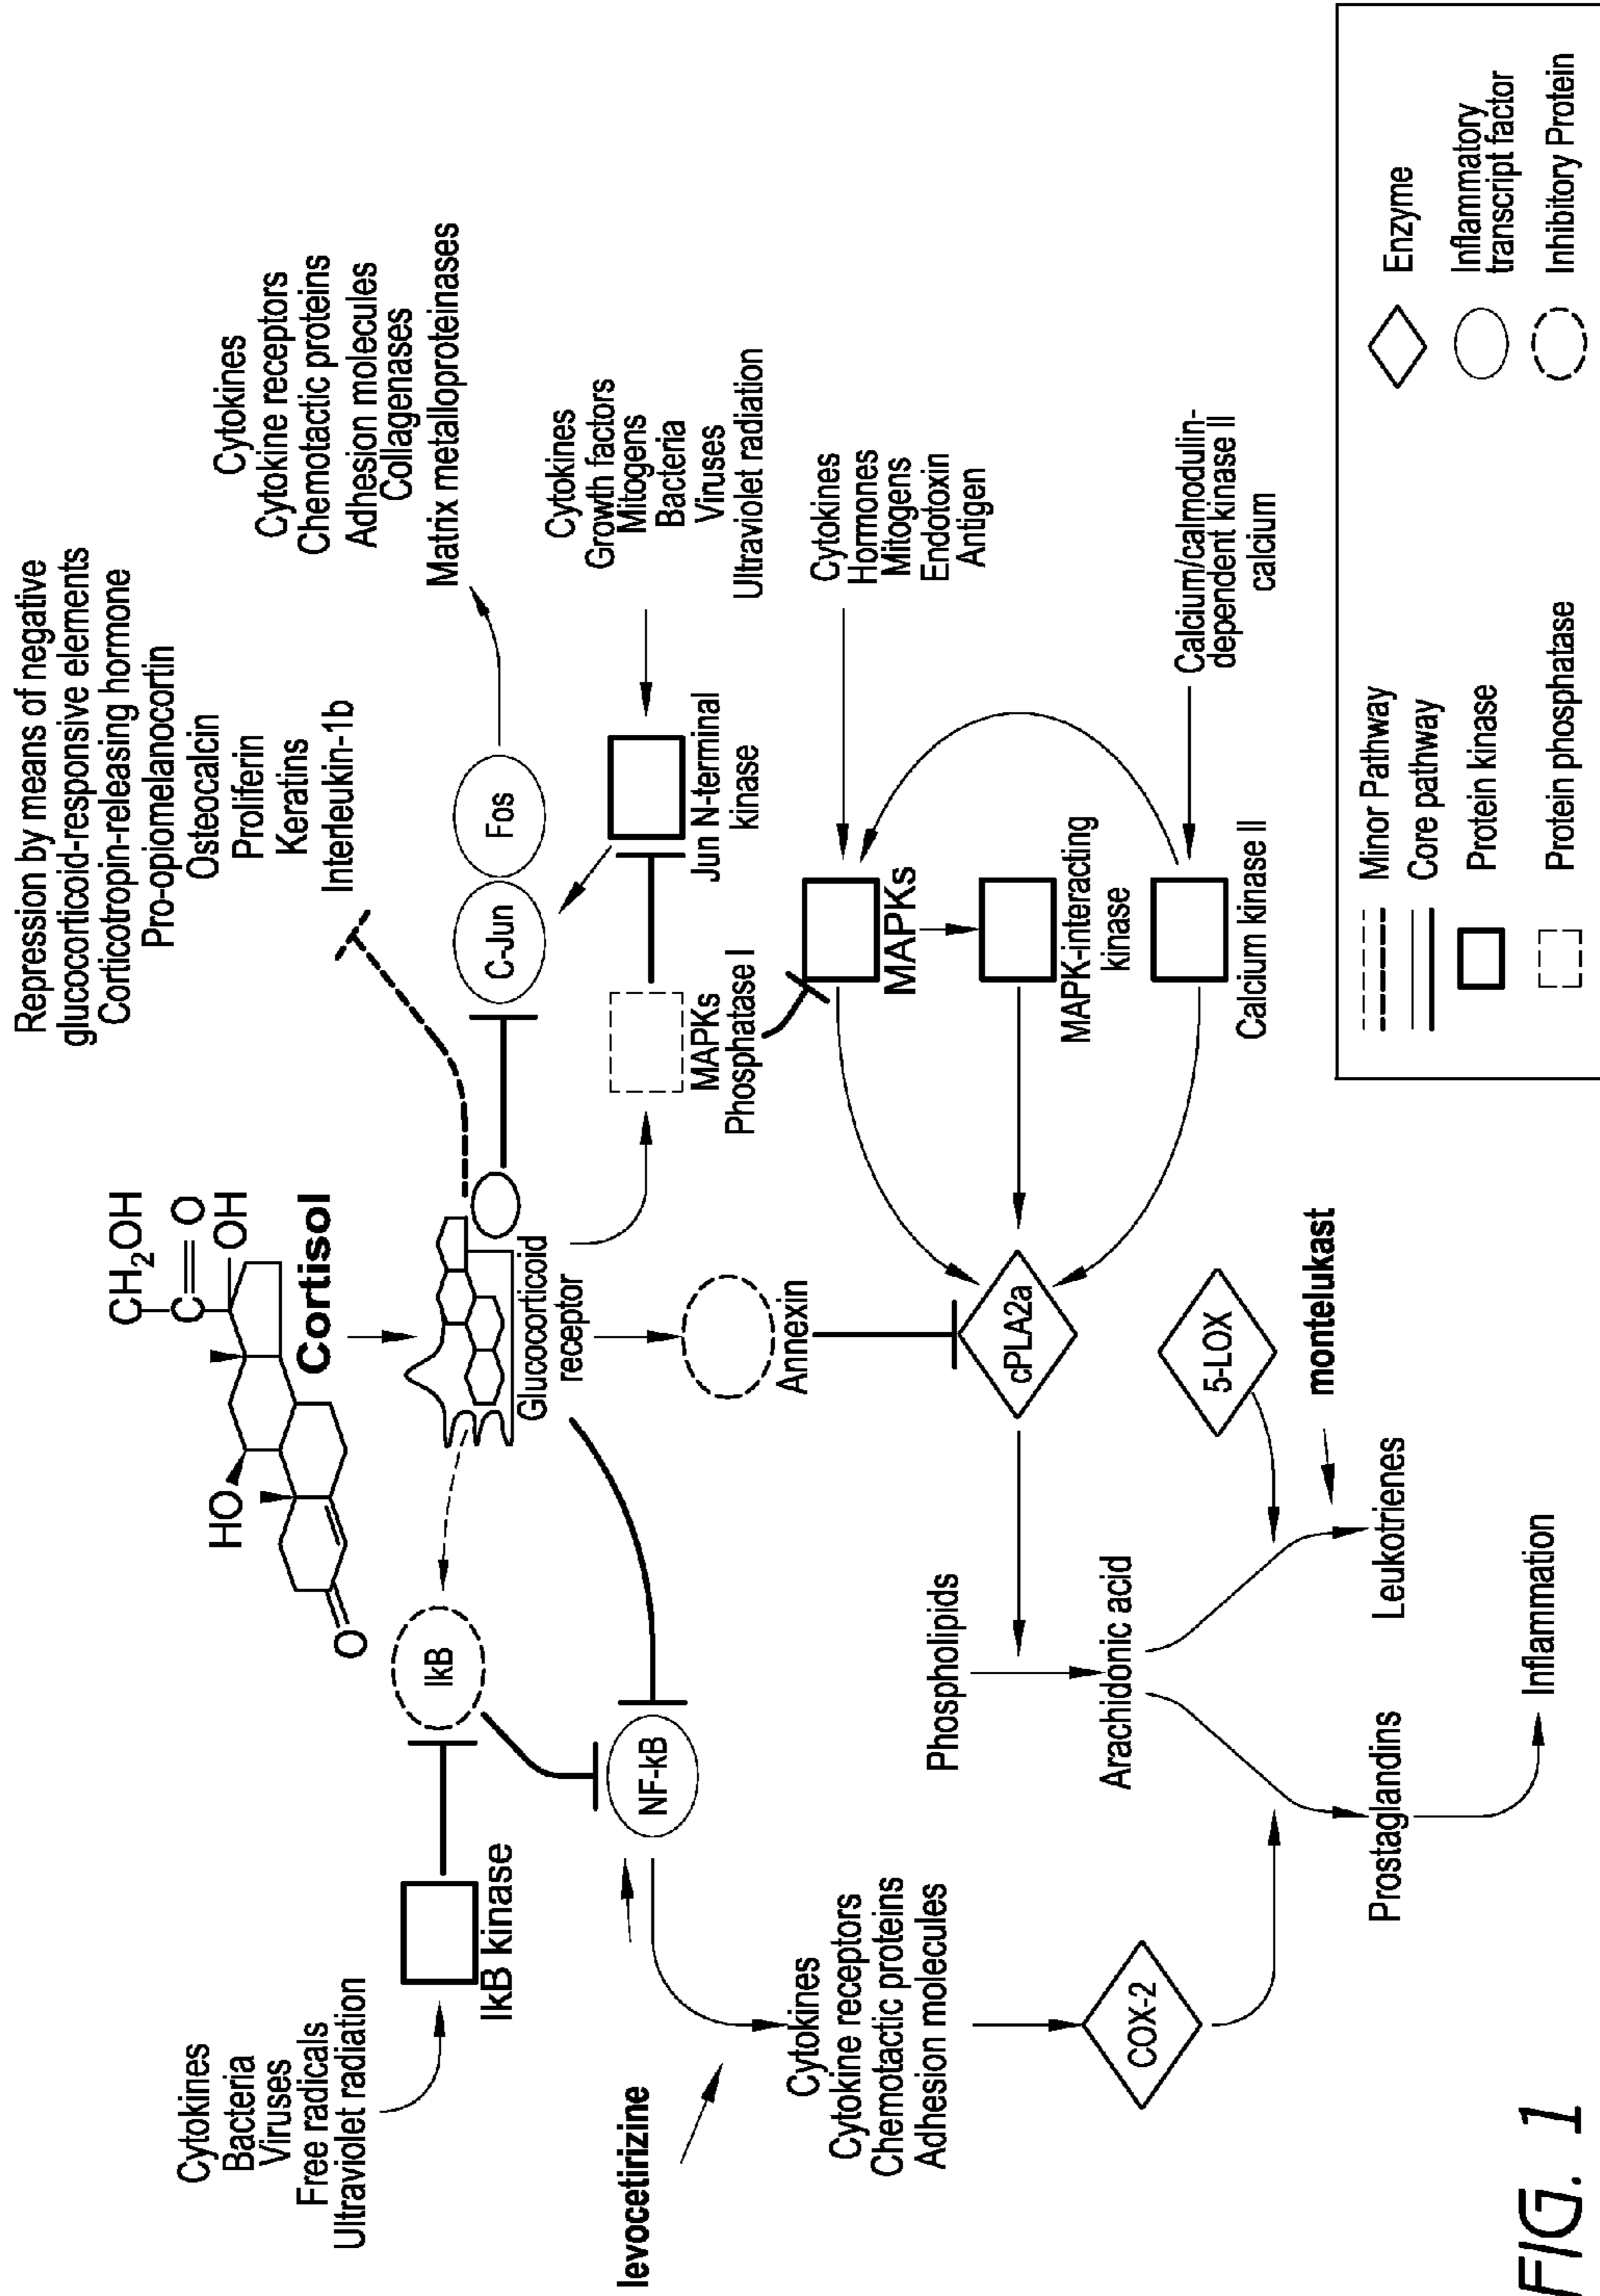 Repression by means of negative
glucocorticoid-responsive elements
Corticotropin-releasing hormone
Pro-opiomelanocortin
Osteocalcin
Proliferin
Keratins
Interleukin-1b
Cytokines
Cytokine receptors
Chemotactic proteins
Adhesion molecules
Collagenases
Matrix metalloproteinases
CH2OH
C
O
OH
HO
O
Cortisol
Cytokines
Bacteria
Viruses
Free radicals
Ultraviolet radiation
IkB kinase
IkB
Glucocorticoid
receptor
C-Jun
Fos
Cytokines
Growth factors
Mitogens
Bacteria
Viruses
Ultraviolet radiation
Jun N-terminal
kinase
MAPKs
Phosphatase I
NF-kB
Annexin
levocetirizine
Cytokines
Cytokine receptors
Chemotactic proteins
Adhesion molecules
Cytokines
Hormones
Mitogens
Endotoxin
Antigen
MAPKs
MAPK-interacting
kinase
Calcium/calmodulin-
dependent kinase II
calcium
Calcium kinase II
cPLA2a
Phospholipids
Arachidonic acid
COX-2
5-LOX
montelukast
Leukotrienes
Prostaglandins
Inflammation
Minor Pathway
Core pathway
Protein kinase
Protein phosphatase
Enzyme
Inflammatory
transcript factor
Inhibitory Protein
FIG. 1